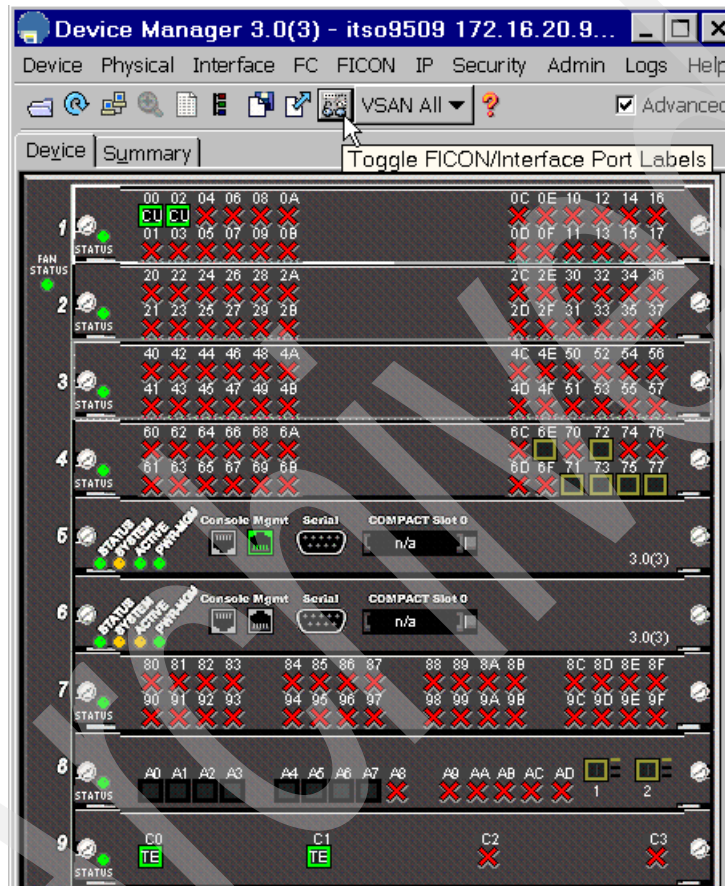 Device Manager 3.0(3) - itso9509 172.16.20.9...
Device Physical Interface FC FICON IP Security Admin Logs Help
VSAN All Advanced
Device Summary
Toggle FICON/Interface Port Labels
00 02 04 06 08 0A 0C 0E 10 12 14 16
CU CU
1
01 03 05 07 09 0B 0D 0F 11 13 15 17
STATUS
FAN
STATUS
20 22 24 26 28 2A 2C 2E 30 32 34 36
2
21 23 25 27 29 2B 2D 2F 31 33 35 37
STATUS
40 42 44 46 48 4A 4C 4E 50 52 54 56
3
41 43 45 47 49 4B 4D 4F 51 53 55 57
STATUS
60 62 64 66 68 6A 6C 6E 70 72 74 76
4
61 63 65 67 69 6B 6D 6F 71 73 75 77
STATUS
5 STATUS SYSTEM ACTIVE PWR-MGM Console Mgmt Serial COMPACT Slot 0
n/a
3.0(3)
6 STATUS SYSTEM ACTIVE PWR-MGM Console Mgmt Serial COMPACT Slot 0
n/a
3.0(3)
80 81 82 83 84 85 86 87 88 89 8A 8B 8C 8D 8E 8F
7
90 91 92 93 94 95 96 97 98 99 9A 9B 9C 9D 9E 9F
STATUS
8 A0 A1 A2 A3 A4 A5 A6 A7 A8 A9 AA AB AC AD
STATUS 1 2
9 C0 C1 C2 C3
TE TE
STATUS